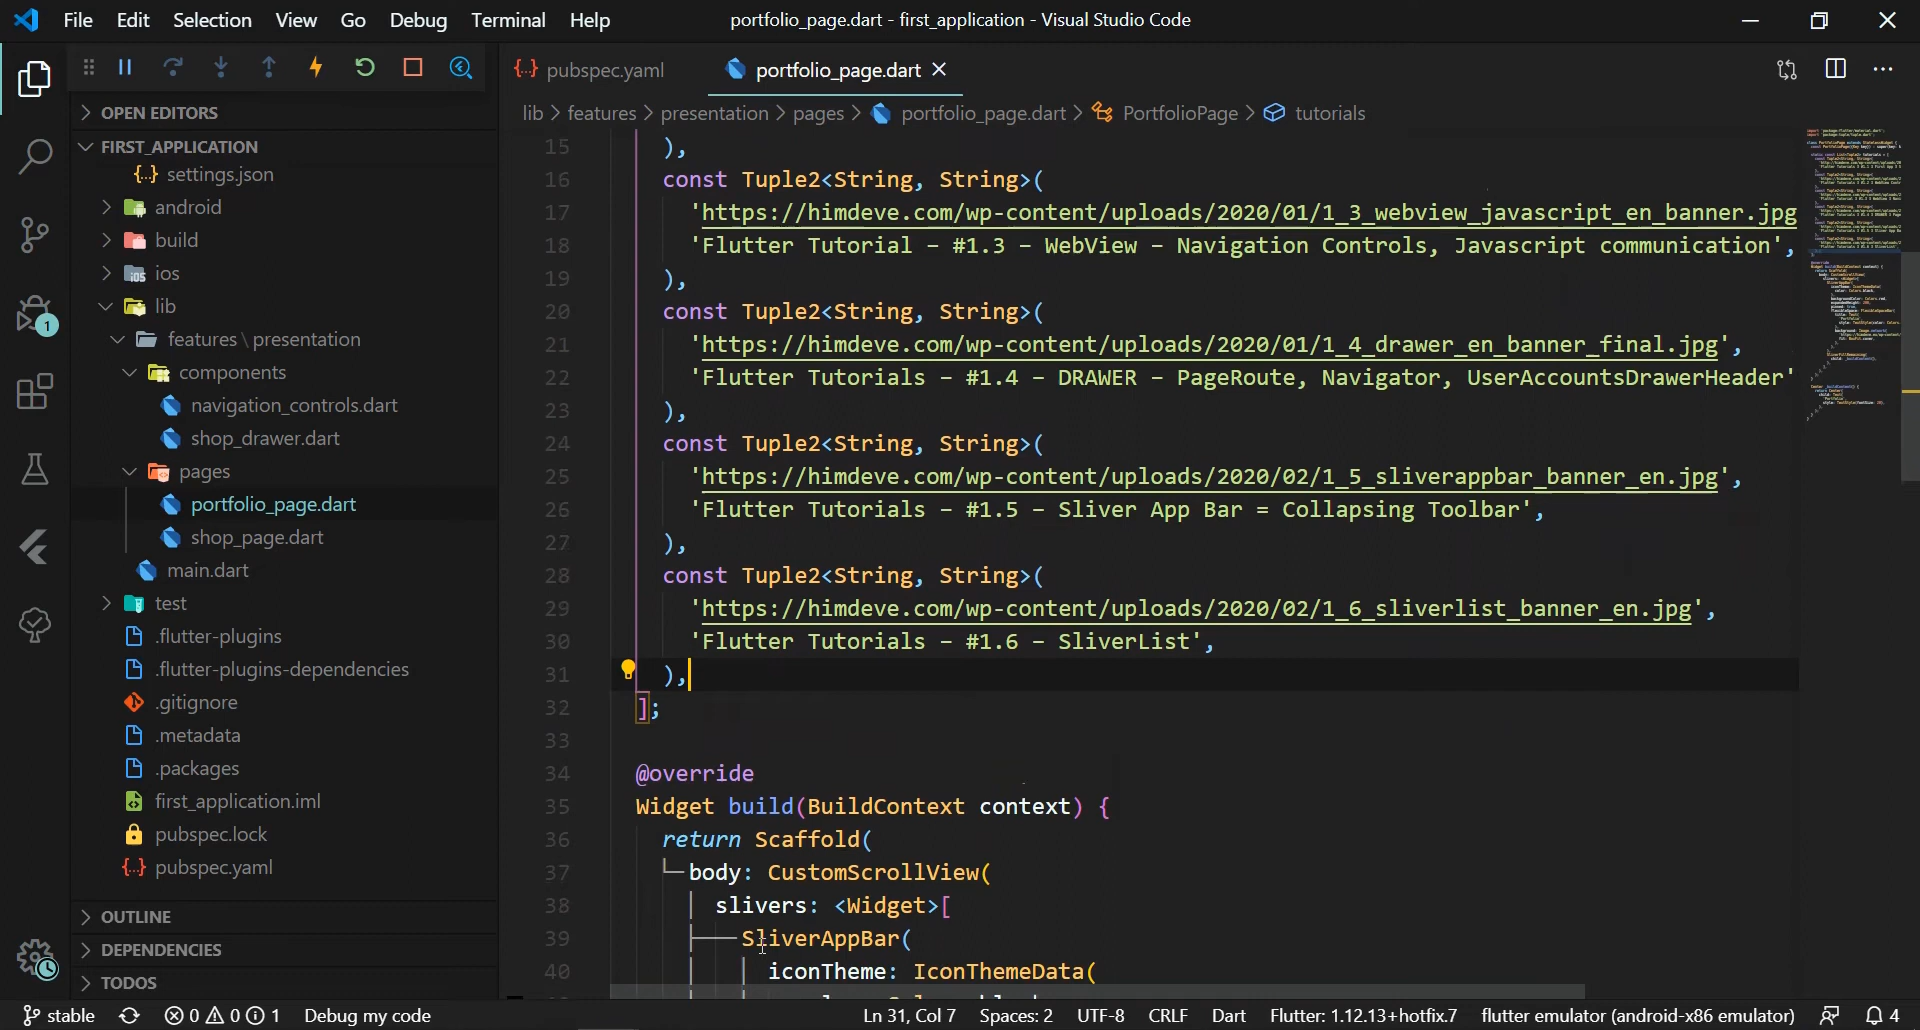 File Edit Selection View Go Debug Terminal Help
portfolio_page.dart - first_application - Visual Studio Code
pubspec.yaml
portfolio_page.dart
lib > features > presentation > pages > portfolio_page.dart > PortfolioPage > tutorials
OPEN EDITORS
FIRST_APPLICATION
settings.json
android
build
ios
lib
features \ presentation
components
navigation_controls.dart
shop_drawer.dart
pages
portfolio_page.dart
shop_page.dart
main.dart
test
.flutter-plugins
.flutter-plugins-dependencies
.gitignore
.metadata
.packages
first_application.iml
pubspec.lock
pubspec.yaml
OUTLINE
DEPENDENCIES
TODOS
1
15 ),
16 const Tuple2<String, String>(
17 'https://himdeve.com/wp-content/uploads/2020/01/1_3_webview_javascript_en_banner.jpg
18 'Flutter Tutorial – #1.3 – WebView – Navigation Controls, Javascript communication',
19 ),
20 const Tuple2<String, String>(
21 'https://himdeve.com/wp-content/uploads/2020/01/1_4_drawer_en_banner_final.jpg',
22 'Flutter Tutorials – #1.4 – DRAWER – PageRoute, Navigator, UserAccountsDrawerHeader'
23 ),
24 const Tuple2<String, String>(
25 'https://himdeve.com/wp-content/uploads/2020/02/1_5_sliverappbar_banner_en.jpg',
26 'Flutter Tutorials – #1.5 – Sliver App Bar = Collapsing Toolbar',
27 ),
28 const Tuple2<String, String>(
29 'https://himdeve.com/wp-content/uploads/2020/02/1_6_sliverlist_banner_en.jpg',
30 'Flutter Tutorials – #1.6 – SliverList',
31 ),
32 ];
33
34 @override
35 Widget build(BuildContext context) {
36 return Scaffold(
37 body: CustomScrollView(
38 slivers: <Widget>[
39 SliverAppBar(
40 iconTheme: IconThemeData(
stable
0 0 1
Debug my code
Ln 31, Col 7
Spaces: 2
UTF-8
CRLF
Dart
Flutter: 1.12.13+hotfix.7
flutter emulator (android-x86 emulator)
4